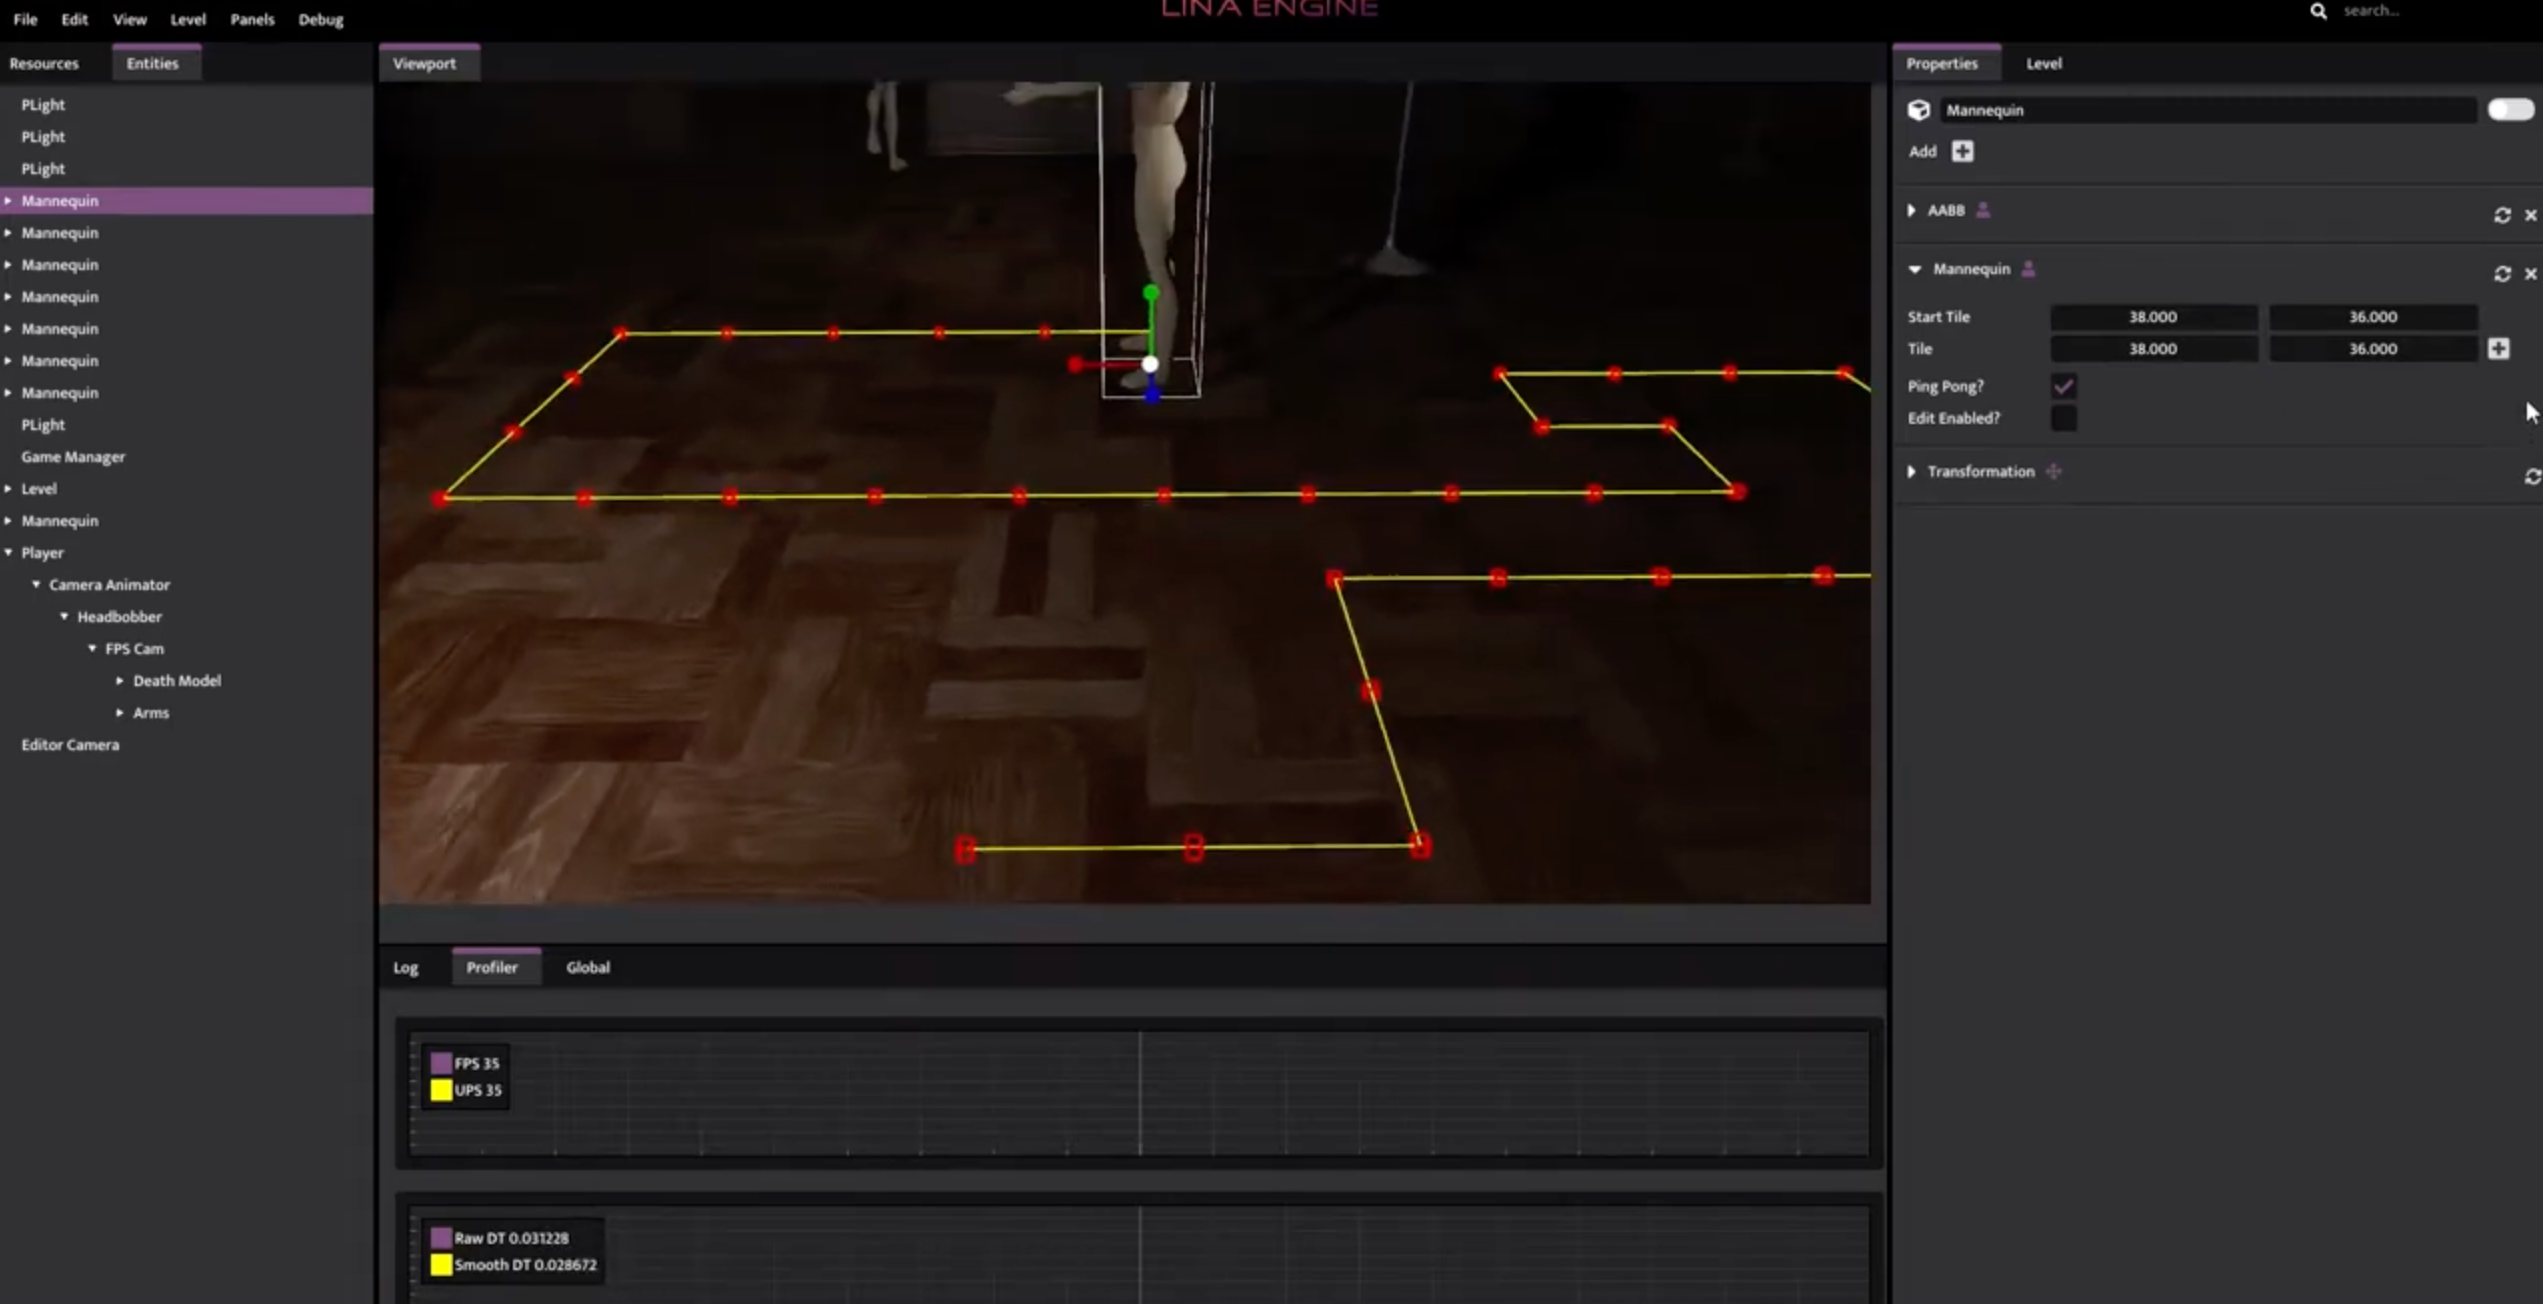 LINA ENGINE
search...
File Edit View Level Panels Debug
Resources Entities
PLight
PLight
PLight
Mannequin
Mannequin
Mannequin
Mannequin
Mannequin
Mannequin
Mannequin
PLight
Game Manager
Level
Mannequin
Player
Camera Animator
Headbobber
FPS Cam
Death Model
Arms
Editor Camera
Viewport
Log Profiler Global
FPS 35
UPS 35
Raw DT 0.031228
Smooth DT 0.028672
Properties Level
Mannequin
Add
AABB
Mannequin
Start Tile 38.000 36.000
Tile 38.000 36.000
Ping Pong?
Edit Enabled?
Transformation